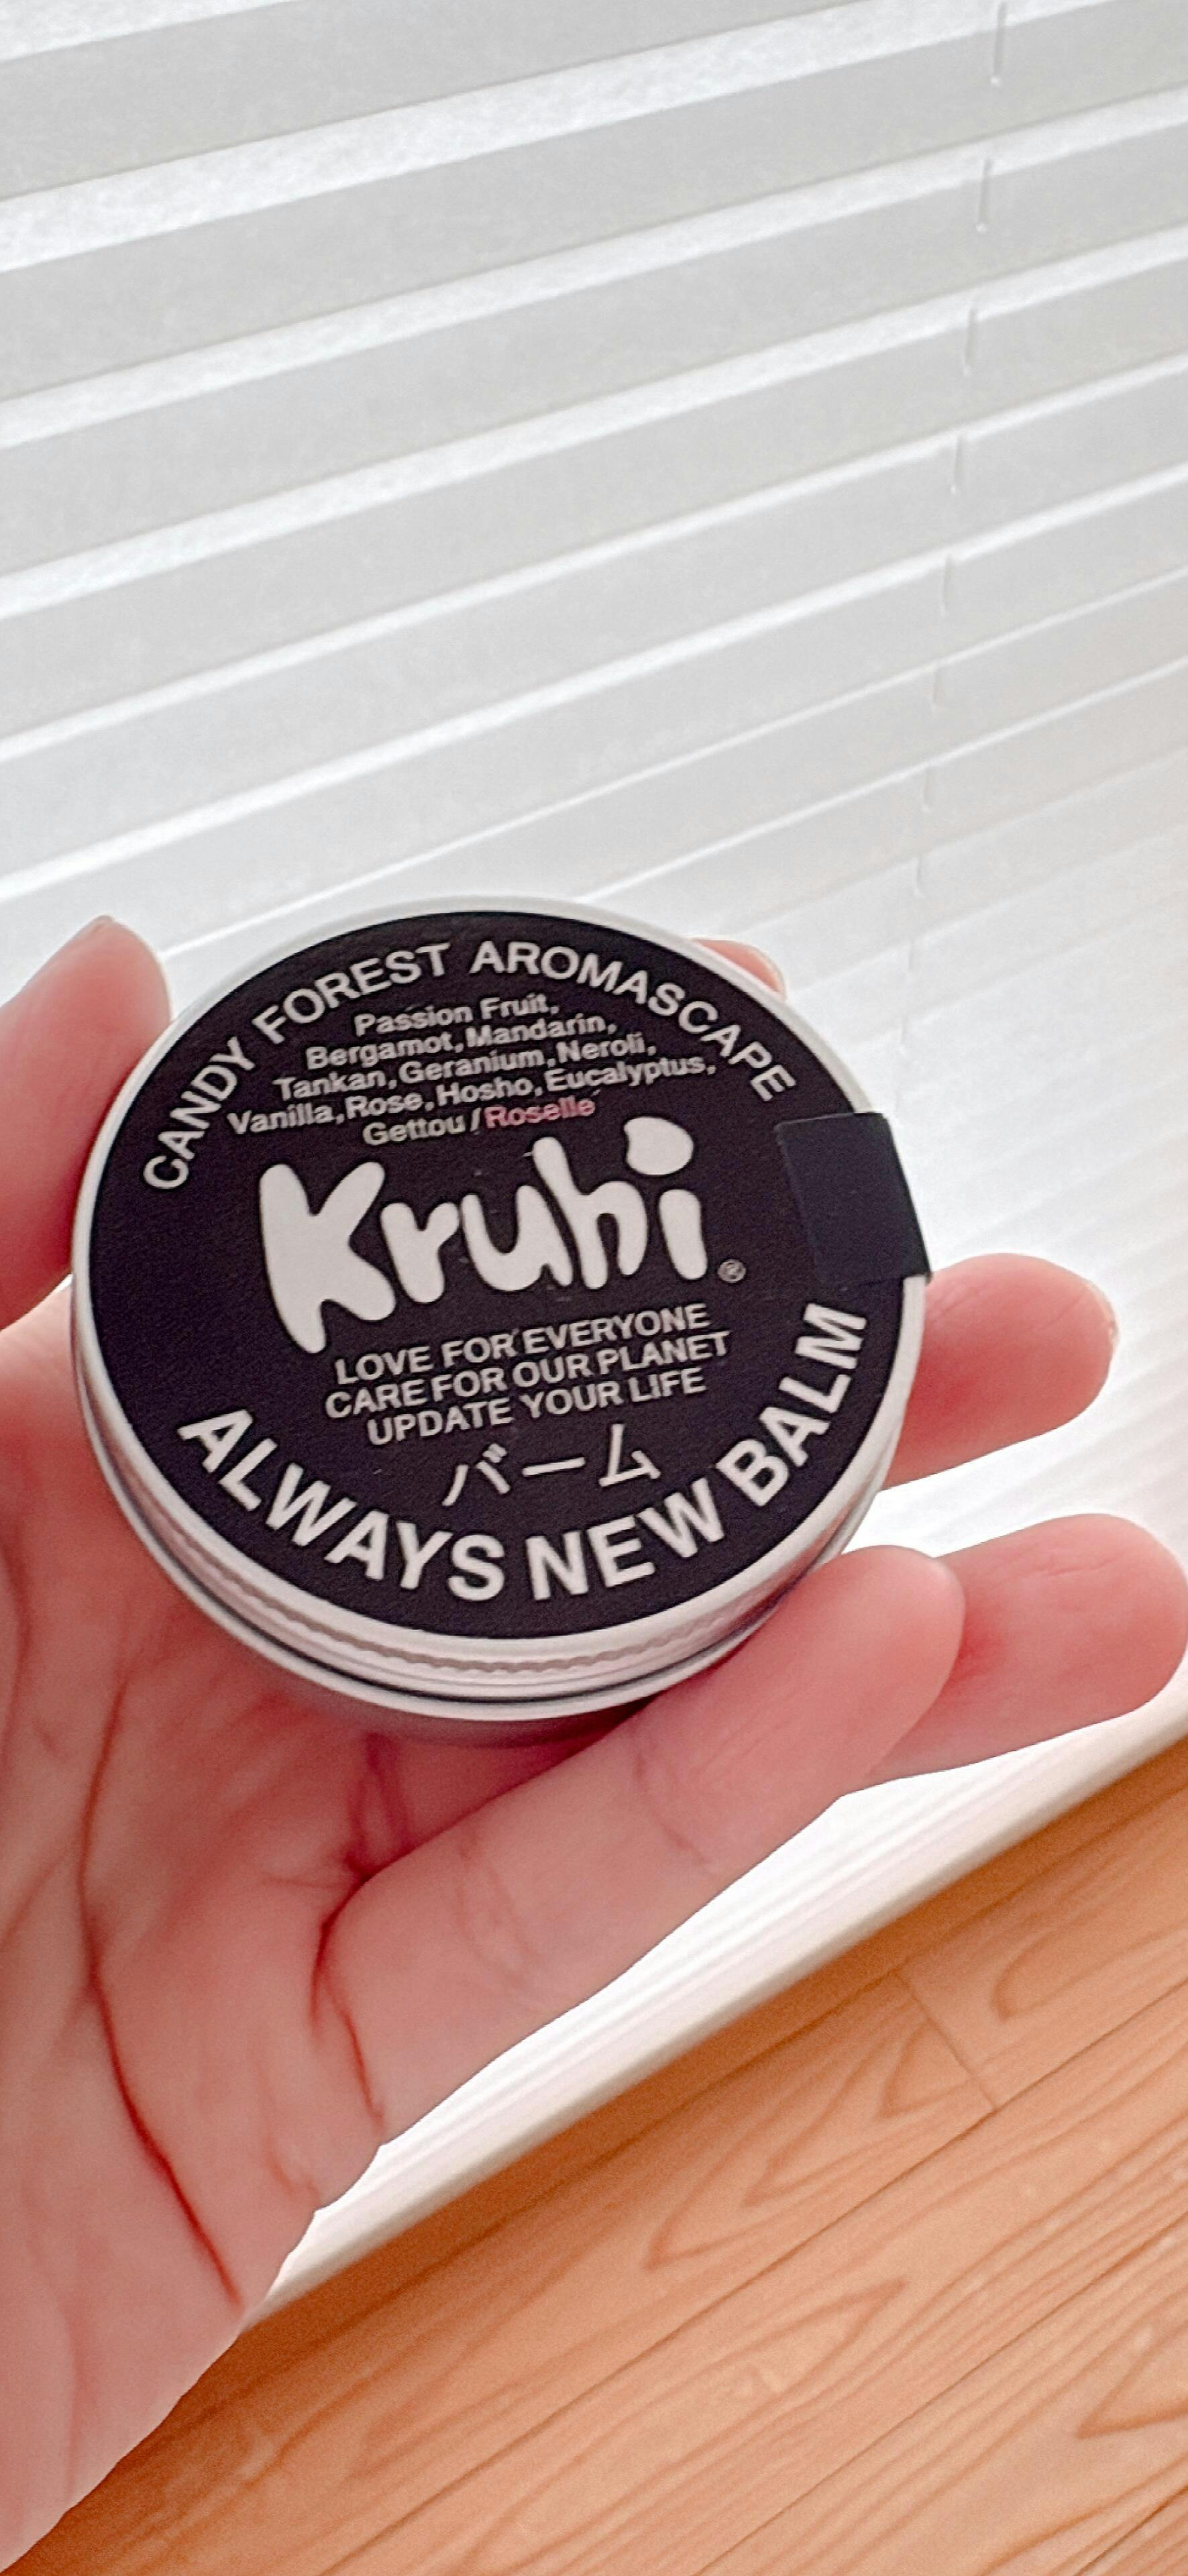 CANDY FOREST AROMASCAPE
Passion Fruit,
Bergamot, Mandarin,
Tankan, Geranium, Neroli,
Vanilla, Rose, Hosho, Eucalyptus,
Gettou / Roselle
Kruhi®
LOVE FOR EVERYONE
CARE FOR OUR PLANET
UPDATE YOUR LIFE
バーム
ALWAYS NEW BALM